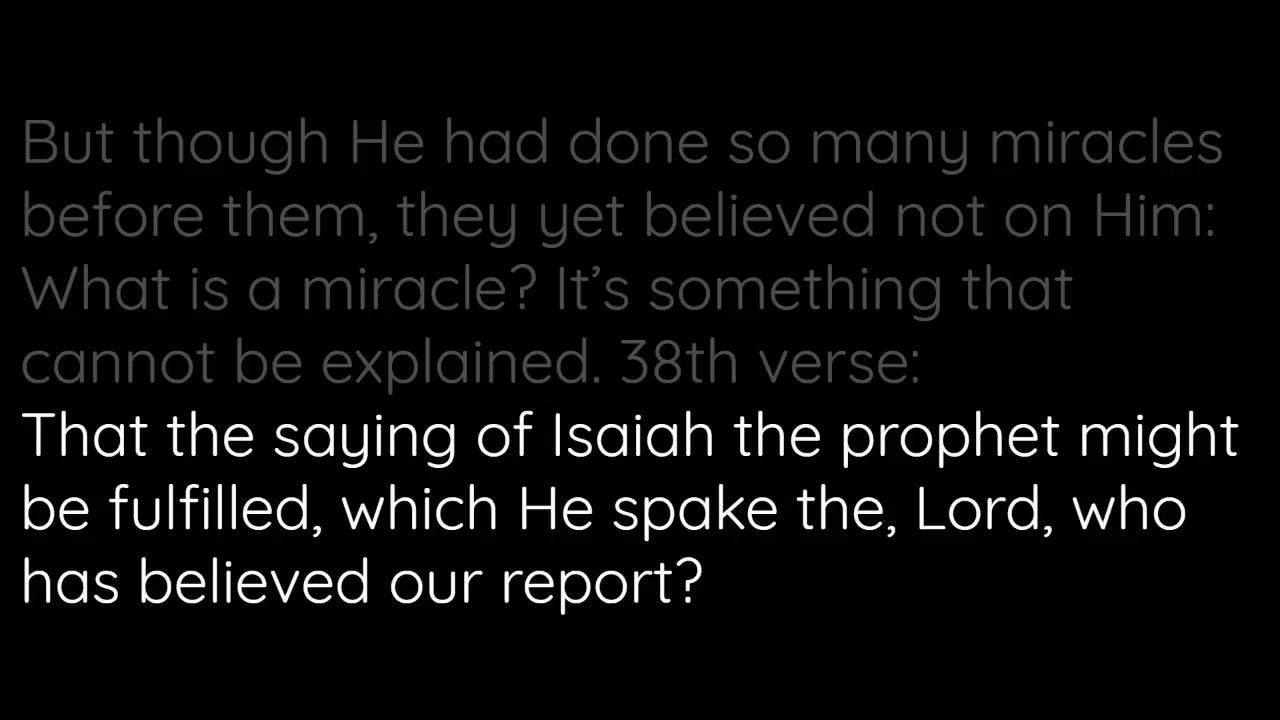 But though He had done so many miracles
before them, they yet believed not on Him:
What is a miracle? It’s something that
cannot be explained. 38th verse:
That the saying of Isaiah the prophet might
be fulfilled, which He spake the, Lord, who
has believed our report?